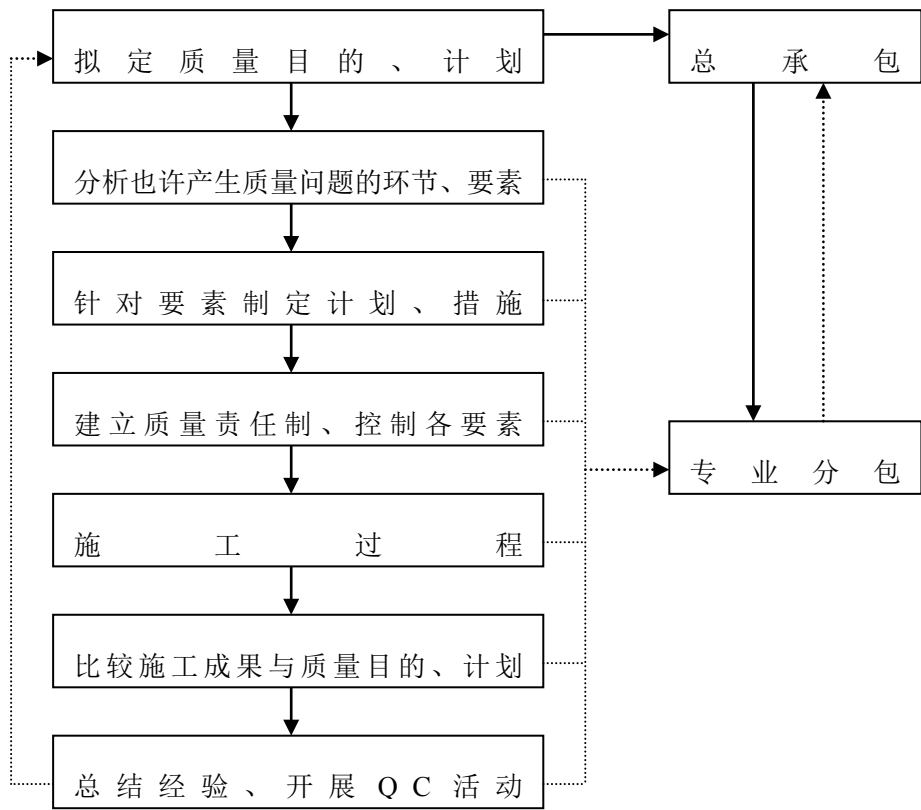 拟定质量目的、计划
总承包
分析也许产生质量问题的环节、要素
针对要素制定计划、措施
建立质量责任制、控制各要素
专业分包
施工过程
比较施工成果与质量目的、计划
总结经验、开展QC活动